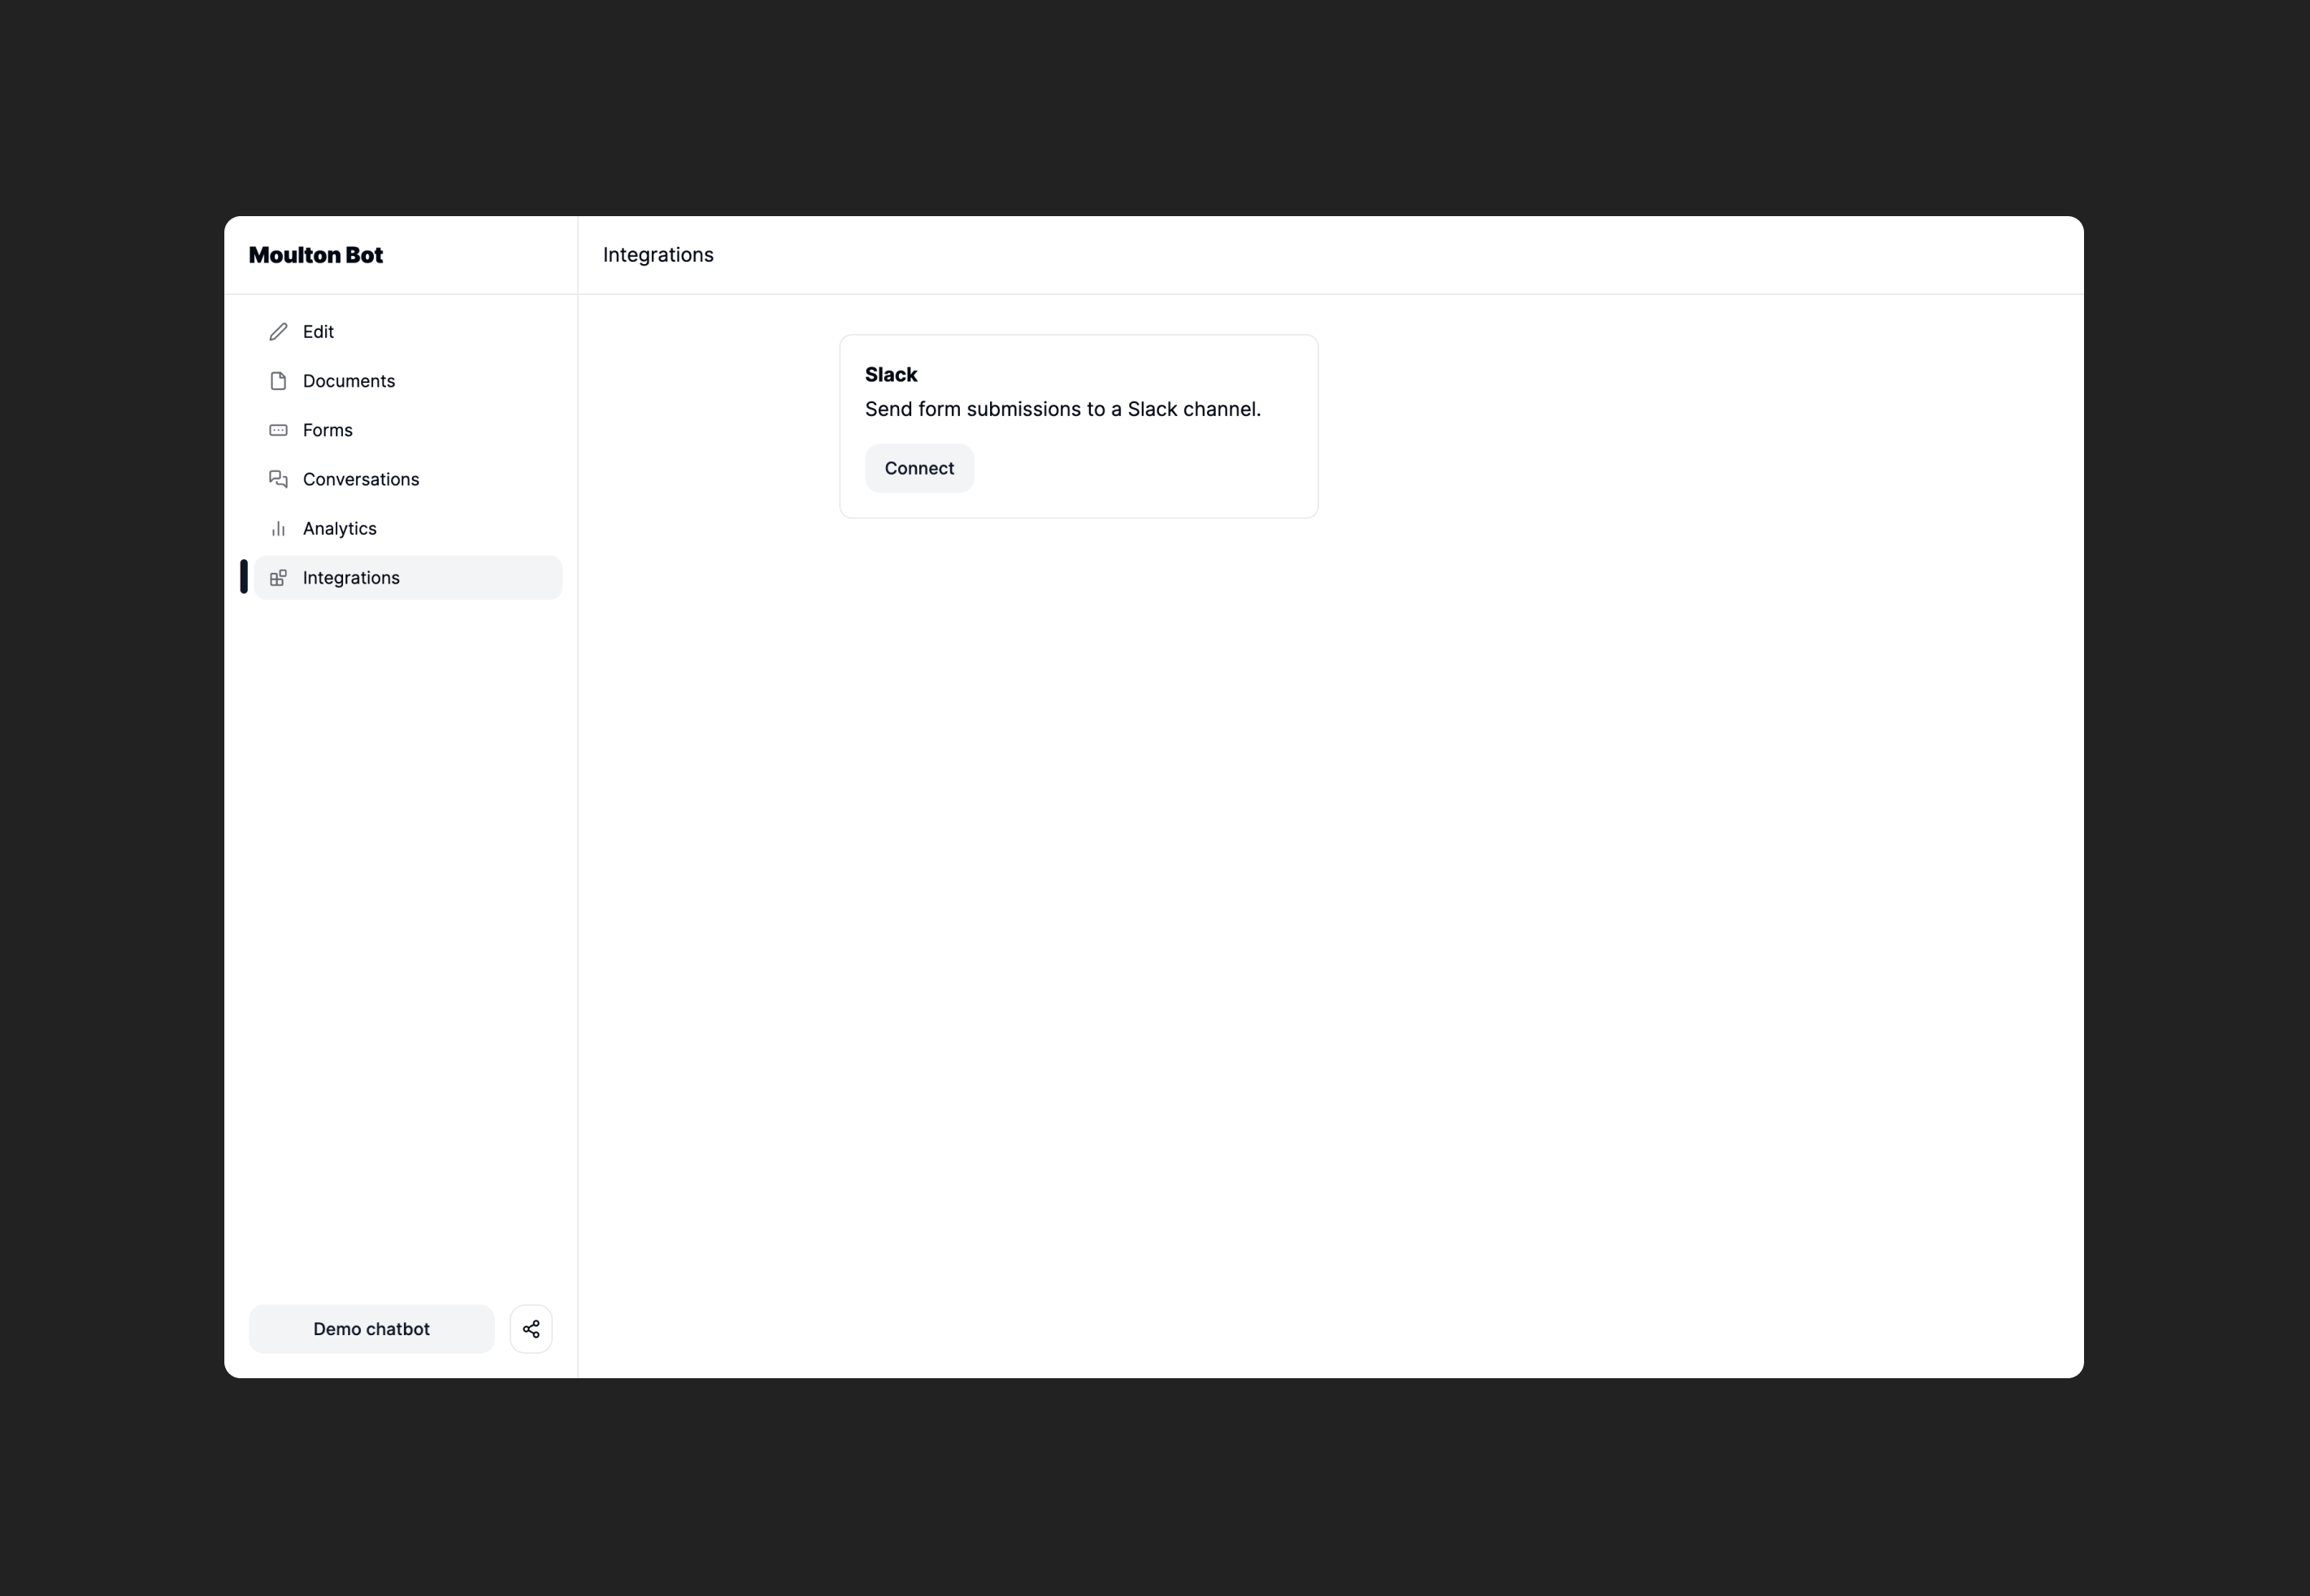 Moulton Bot
Integrations
Edit
Documents
Forms
Conversations
Analytics
Integrations
Slack
Send form submissions to a Slack channel.
Connect
Demo chatbot